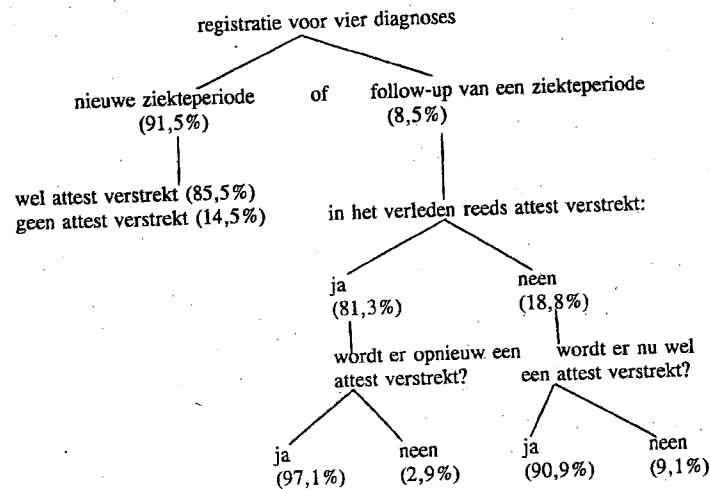 registratie voor vier diagnoses
nieuwe ziekteperiode of follow-up van een ziekteperiode
(91,5%) (8,5%)
wel attest verstrekt (85,5%)
geen attest verstrekt (14,5%)
in het verleden reeds attest verstrekt:
ja neen
(81,3%) (18,8%)
wordt er opnieuw een wordt er nu wel
attest verstrekt? een attest verstrekt?
ja neen ja neen
(97,1%) (2,9%) (90,9%) (9,1%)